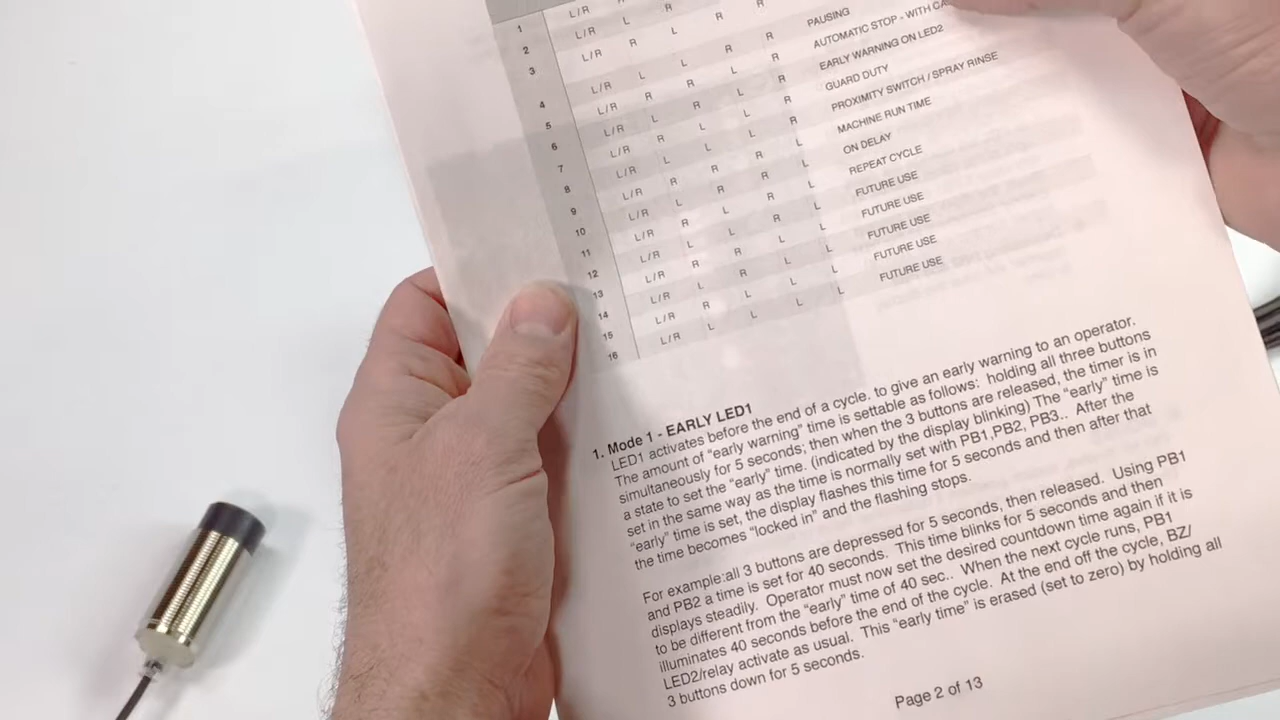 1 L/R
2 L/R L R
3 L/R R L R R
4 L/R L L R R PAUSING
5 L/R R R L R AUTOMATIC STOP - WITH
6 L/R L R L R EARLY WARNING ON LED2
7 L/R R L L R GUARD DUTY
8 L/R L L L R PROXIMITY SWITCH / SPRAY RINSE
9 L/R R R R L MACHINE RUN TIME
10 L/R L R R L ON DELAY
11 L/R R L R L REPEAT CYCLE
12 L/R L L R L FUTURE USE
13 L/R R R L L FUTURE USE
14 L/R L R L L FUTURE USE
15 L/R R L L L FUTURE USE
16 L/R L L L L FUTURE USE
1. Mode 1 - EARLY LED1
LED1 activates before the end of a cycle. to give an early warning to an operator.
The amount of "early warning" time is settable as follows: holding all three buttons
simultaneously for 5 seconds; then when the 3 buttons are released, the timer is in
a state to set the "early" time. (indicated by the display blinking) The "early" time is
set in the same way as the time is normally set with PB1,PB2, PB3.. After the
"early" time is set, the display flashes this time for 5 seconds and then after that
the time becomes "locked in" and the flashing stops.
For example:all 3 buttons are depressed for 5 seconds, then released. Using PB1
and PB2 a time is set for 40 seconds. This time blinks for 5 seconds and then
displays steadily. Operator must now set the desired countdown time again if it is
to be different from the "early" time of 40 sec.. When the next cycle runs, PB1
illuminates 40 seconds before the end of the cycle. At the end off the cycle, BZ/
LED2/relay activate as usual. This "early time" is erased (set to zero) by holding all
3 buttons down for 5 seconds.
Page 2 of 13